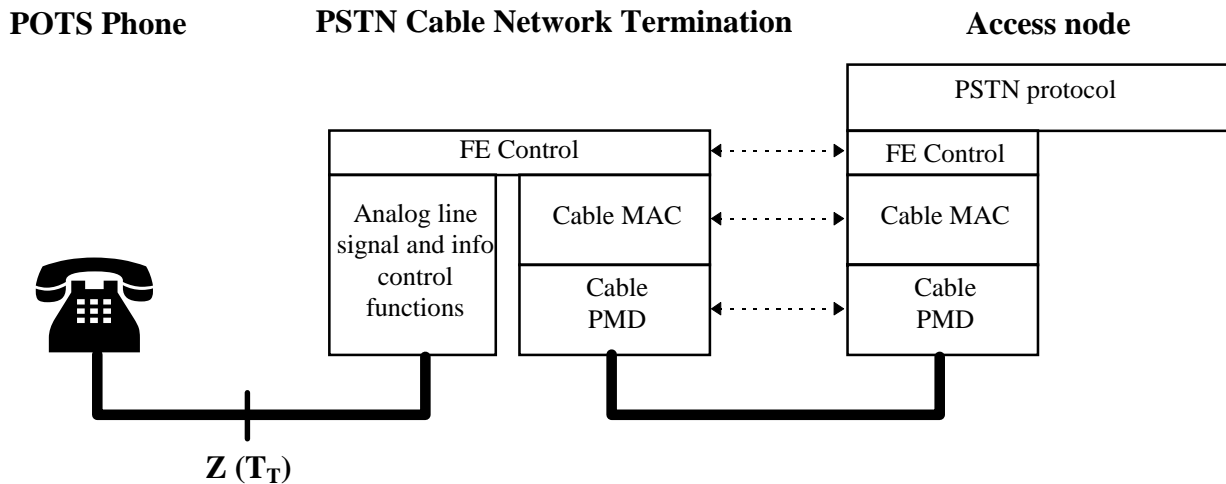 POTS Phone
PSTN Cable Network Termination
Access node
PSTN protocol
FE Control
FE Control
Analog line
signal and info
control
functions
Cable MAC
Cable MAC
Cable
PMD
Cable
PMD
Z (T_T)